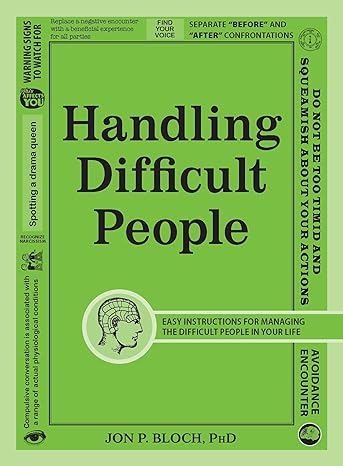 WARNING SIGNS
TO WATCH FOR
Replace a negative encounter
with a beneficial experience
for all parties
FIND
YOUR
VOICE
SEPARATE "BEFORE" AND
"AFTER" CONFRONTATIONS
AFFECTS
YOU
Spotting a drama queen
RECOGNIZE
NARCISSISM
Compulsive conversation is associated with
a range of actual physiological conditions
Handling
Difficult
People
DO NOT BE TOO TIMID AND
SQUEAMISH ABOUT YOUR ACTIONS
EASY INSTRUCTIONS FOR MANAGING
THE DIFFICULT PEOPLE IN YOUR LIFE
AVOIDANCE
ENCOUNTER
JON P. BLOCH, PHD